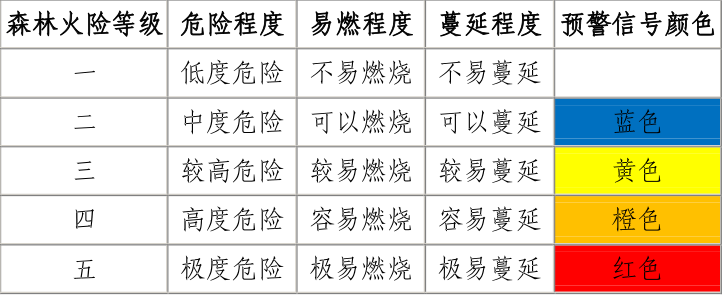 森林火险等级 危险程度 易燃程度 蔓延程度 预警信号颜色
一 低度危险 不易燃烧 不易蔓延
二 中度危险 可以燃烧 可以蔓延 蓝色
三 较高危险 较易燃烧 较易蔓延 黄色
四 高度危险 容易燃烧 容易蔓延 橙色
五 极度危险 极易燃烧 极易蔓延 红色